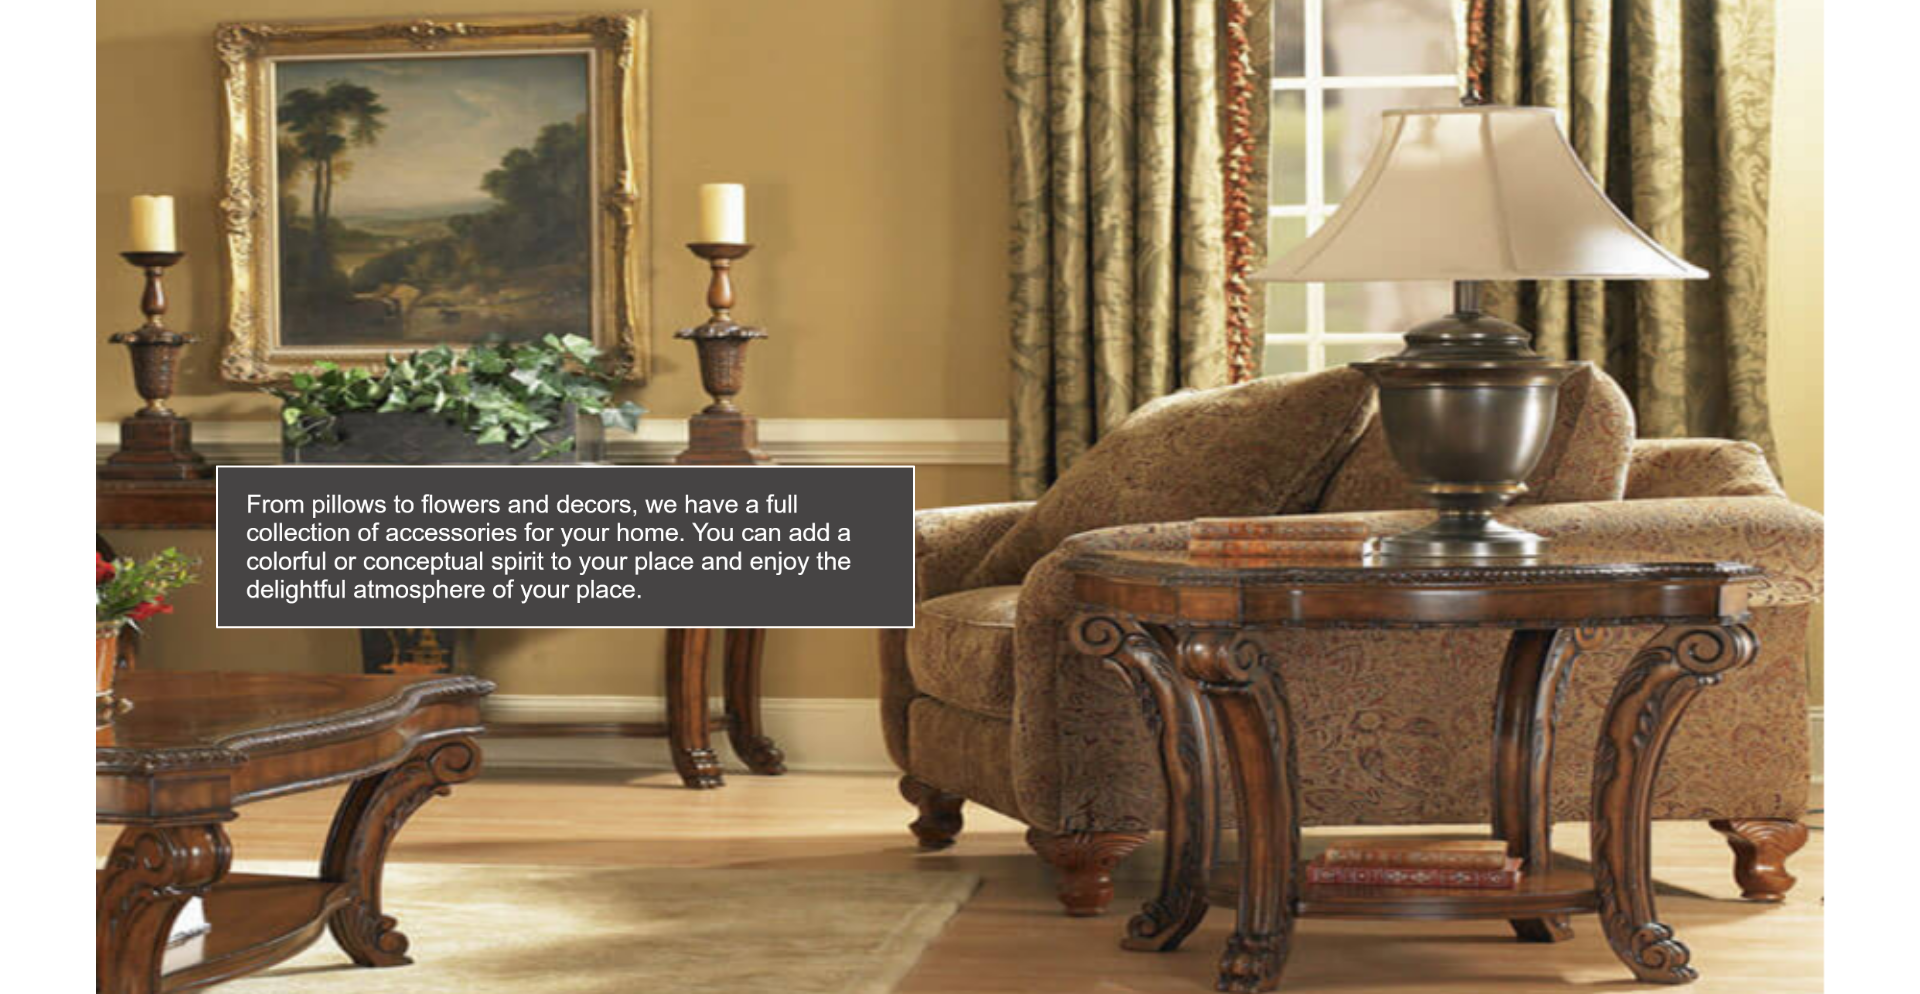 From pillows to flowers and decors, we have a full
collection of accessories for your home. You can add a
colorful or conceptual spirit to your place and enjoy the
delightful atmosphere of your place.